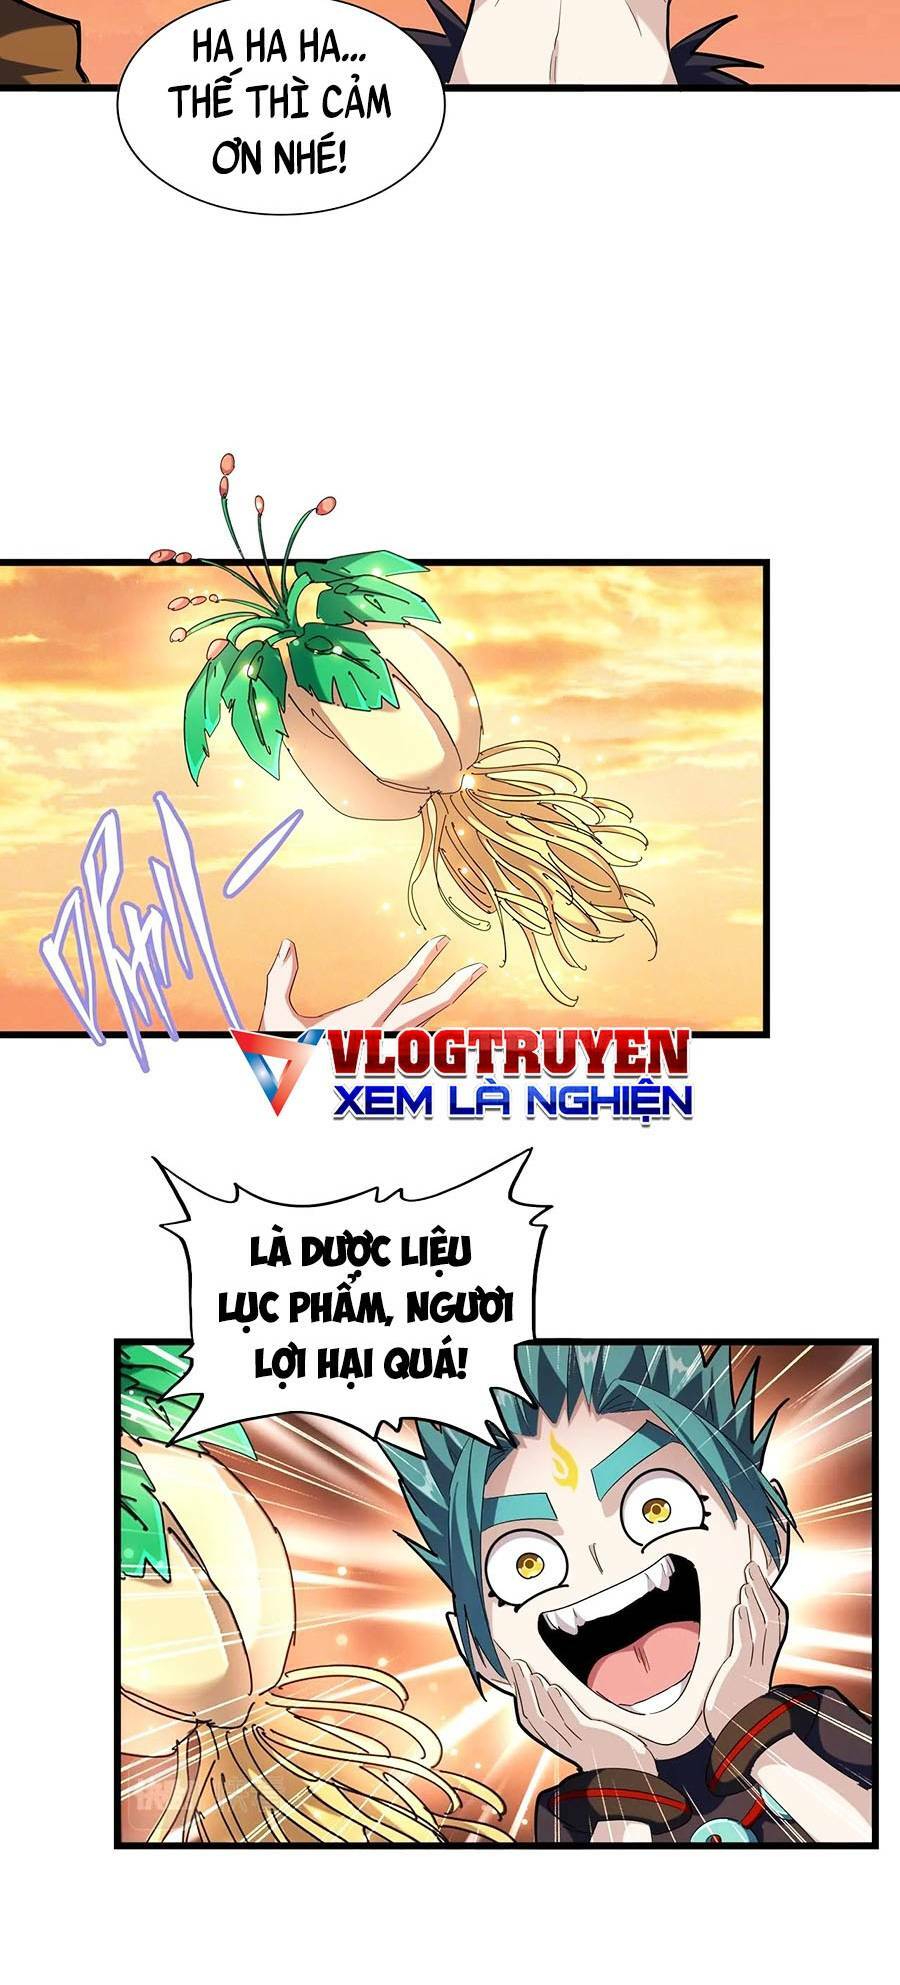 HA HA HA...
THẾ THÌ CẢM
ƠN NHÉ!
VLOGTRUYEN
XEM LÀ NGHIỆN
LÀ DƯỢC LIỆU
LỤC PHẨM, NGƯƠI
LỢI HẠI QUÁ!